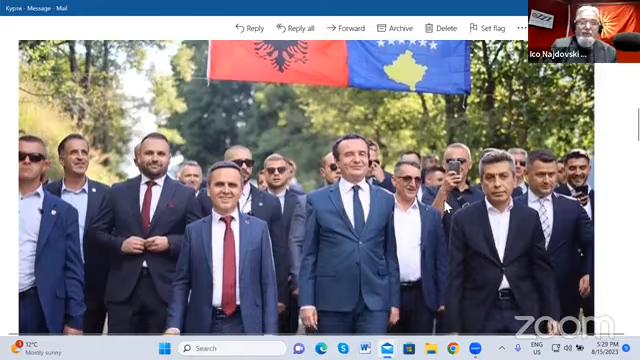 Курти - Message - Mail
Reply
Reply all
Forward
Archive
Delete
Set flag
Ico Najdovski ...
zoom
12°C
Mostly sunny
Search
ENG
US
5:29 PM
8/15/2023